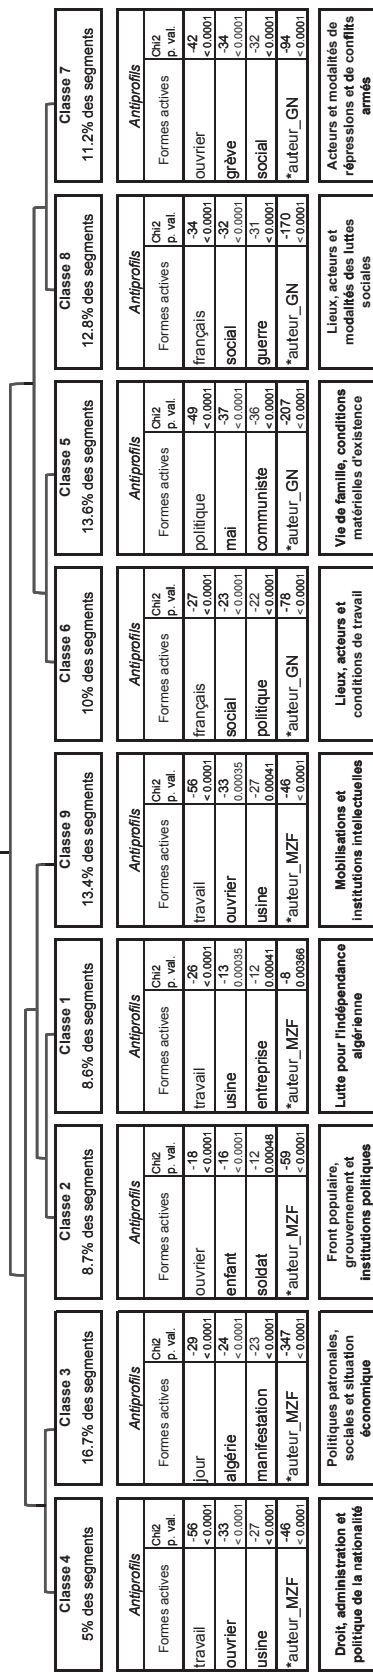 Classe 4
5% des segments
Antiprofils
Formes actives
Chi2
p. val.
travail
-56
< 0.0001
ouvrier
-33
< 0.0001
usine
-27
< 0.0001
*auteur_MZF
-46
< 0.0001
Droit, administration et
politique de la nationalité
Classe 3
16.7% des segments
Antiprofils
Formes actives
Chi2
p. val.
jour
-29
< 0.0001
algérie
-24
< 0.0001
manifestation
-23
< 0.0001
*auteur_MZF
-347
< 0.0001
Politiques patronales,
sociales et situation
économique
Classe 2
8.7% des segments
Antiprofils
Formes actives
Chi2
p. val.
ouvrier
-18
< 0.0001
enfant
-16
< 0.0001
soldat
-12
0.00048
*auteur_MZF
-59
< 0.0001
Front populaire,
grouvernement et
institutions politiques
Classe 1
8.6% des segments
Antiprofils
Formes actives
Chi2
p. val.
travail
-26
< 0.0001
usine
-13
0.00035
entreprise
-12
0.00041
*auteur_MZF
-8
0.00366
Lutte pour l'indépendance
algérienne
Classe 9
13.4% des segments
Antiprofils
Formes actives
Chi2
p. val.
travail
-56
< 0.0001
ouvrier
-33
0.00035
usine
-27
0.00041
*auteur_MZF
-46
< 0.0001
Mobilisations et
institutions intellectuelles
Classe 6
10% des segments
Antiprofils
Formes actives
Chi2
p. val.
français
-27
< 0.0001
social
-23
< 0.0001
politique
-22
< 0.0001
*auteur_GN
-78
< 0.0001
Lieux, acteurs et
conditions de travail
Classe 5
13.6% des segments
Antiprofils
Formes actives
Chi2
p. val.
politique
-49
< 0.0001
mai
-37
< 0.0001
communiste
-36
< 0.0001
*auteur_GN
-207
< 0.0001
Vie de famille, conditions
matérielles d'existence
Classe 8
12.8% des segments
Antiprofils
Formes actives
Chi2
p. val.
français
-34
< 0.0001
social
-32
< 0.0001
guerre
-31
< 0.0001
*auteur_GN
-170
< 0.0001
Lieux, acteurs et
modalités des luttes
sociales
Classe 7
11.2% des segments
Antiprofils
Formes actives
Chi2
p. val.
ouvrier
-42
< 0.0001
grève
-34
< 0.0001
social
-32
< 0.0001
*auteur_GN
-94
< 0.0001
Acteurs et modalités de
répressions et de conflits
armés